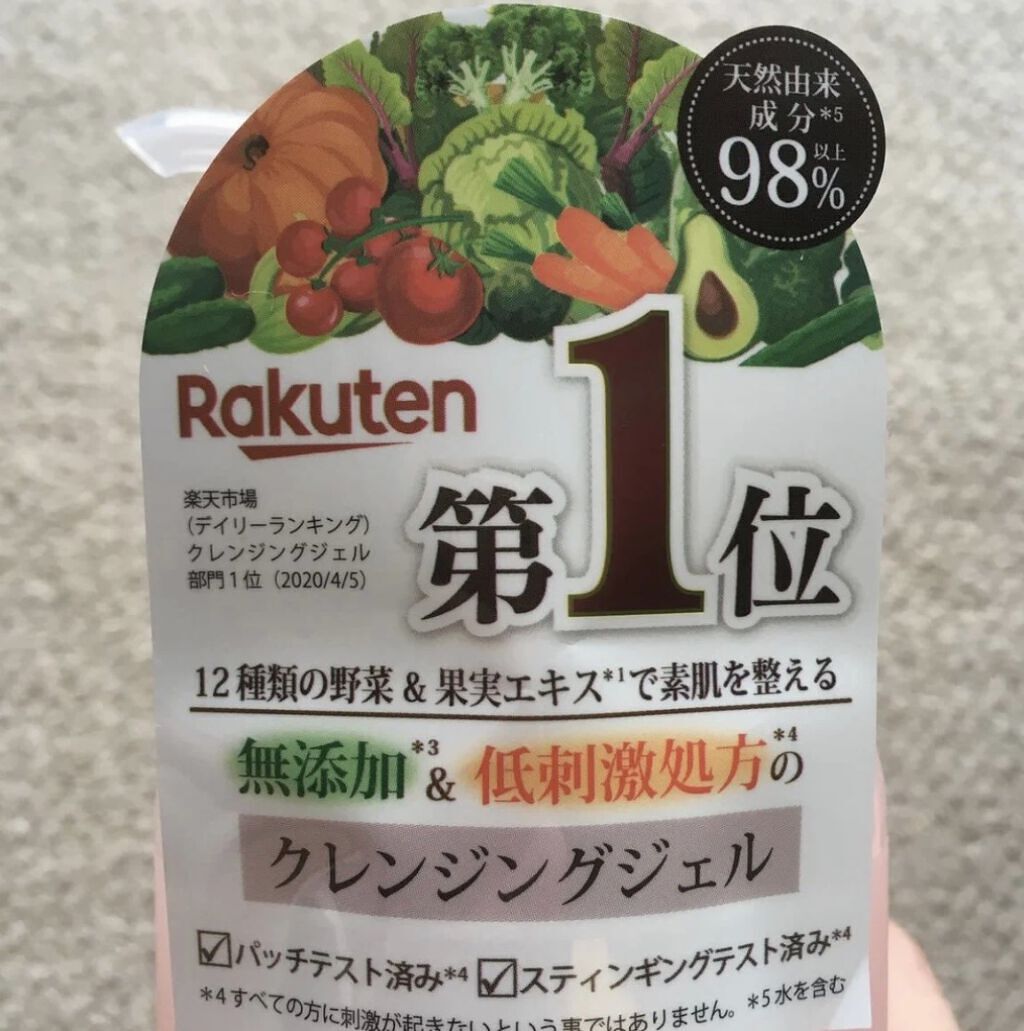 天然由来
成分*5
98%以上
Rakuten
第1位
楽天市場
(デイリーランキング)
クレンジングジェル
部門1位(2020/4/5)
12種類の野菜&果実エキス*1で素肌を整える
無添加*3&低刺激処方*4の
クレンジングジェル
☑パッチテスト済み*4 ☑スティンギングテスト済み*4
*4すべての方に刺激が起きないという事ではありません。*5水を含む